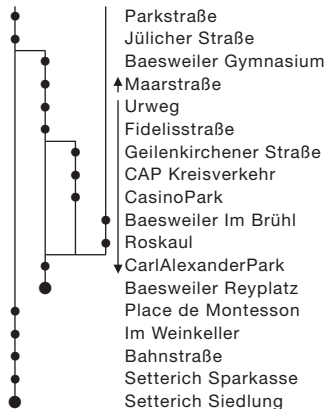 Parkstraße
Jülicher Straße
Baesweiler Gymnasium
Maarstraße
Urweg
Fidelisstraße
Geilenkirchener Straße
CAP Kreisverkehr
CasinoPark
Baesweiler Im Brühl
Roskaul
CarlAlexanderPark
Baesweiler Reyplatz
Place de Montesson
Im Weinkeller
Bahnstraße
Setterich Sparkasse
Setterich Siedlung